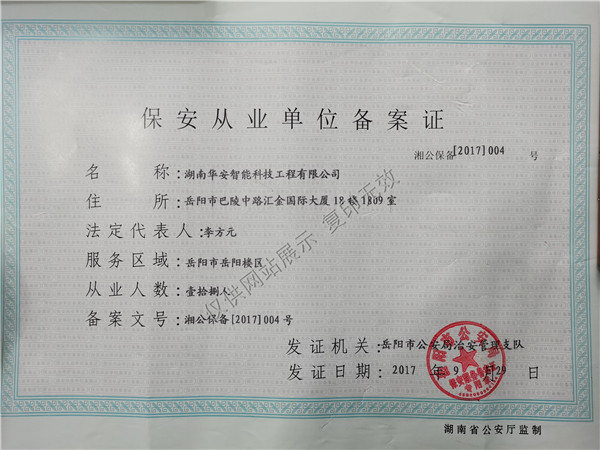 保安从业单位备案证
湘公保备[2017]004 号
名称:湖南华安智能科技工程有限公司
住所:岳阳市巴陵中路汇金国际大厦18楼1809室
法定代表人:李方元
服务区域:岳阳市岳阳楼区
从业人数:壹拾捌人
备案文号:湘公保备[2017]004号
仅供网站展示 复印无效
发证机关:岳阳市公安局治安管理支队
发证日期:2017 年 9 月 29 日
湖南省公安厅监制